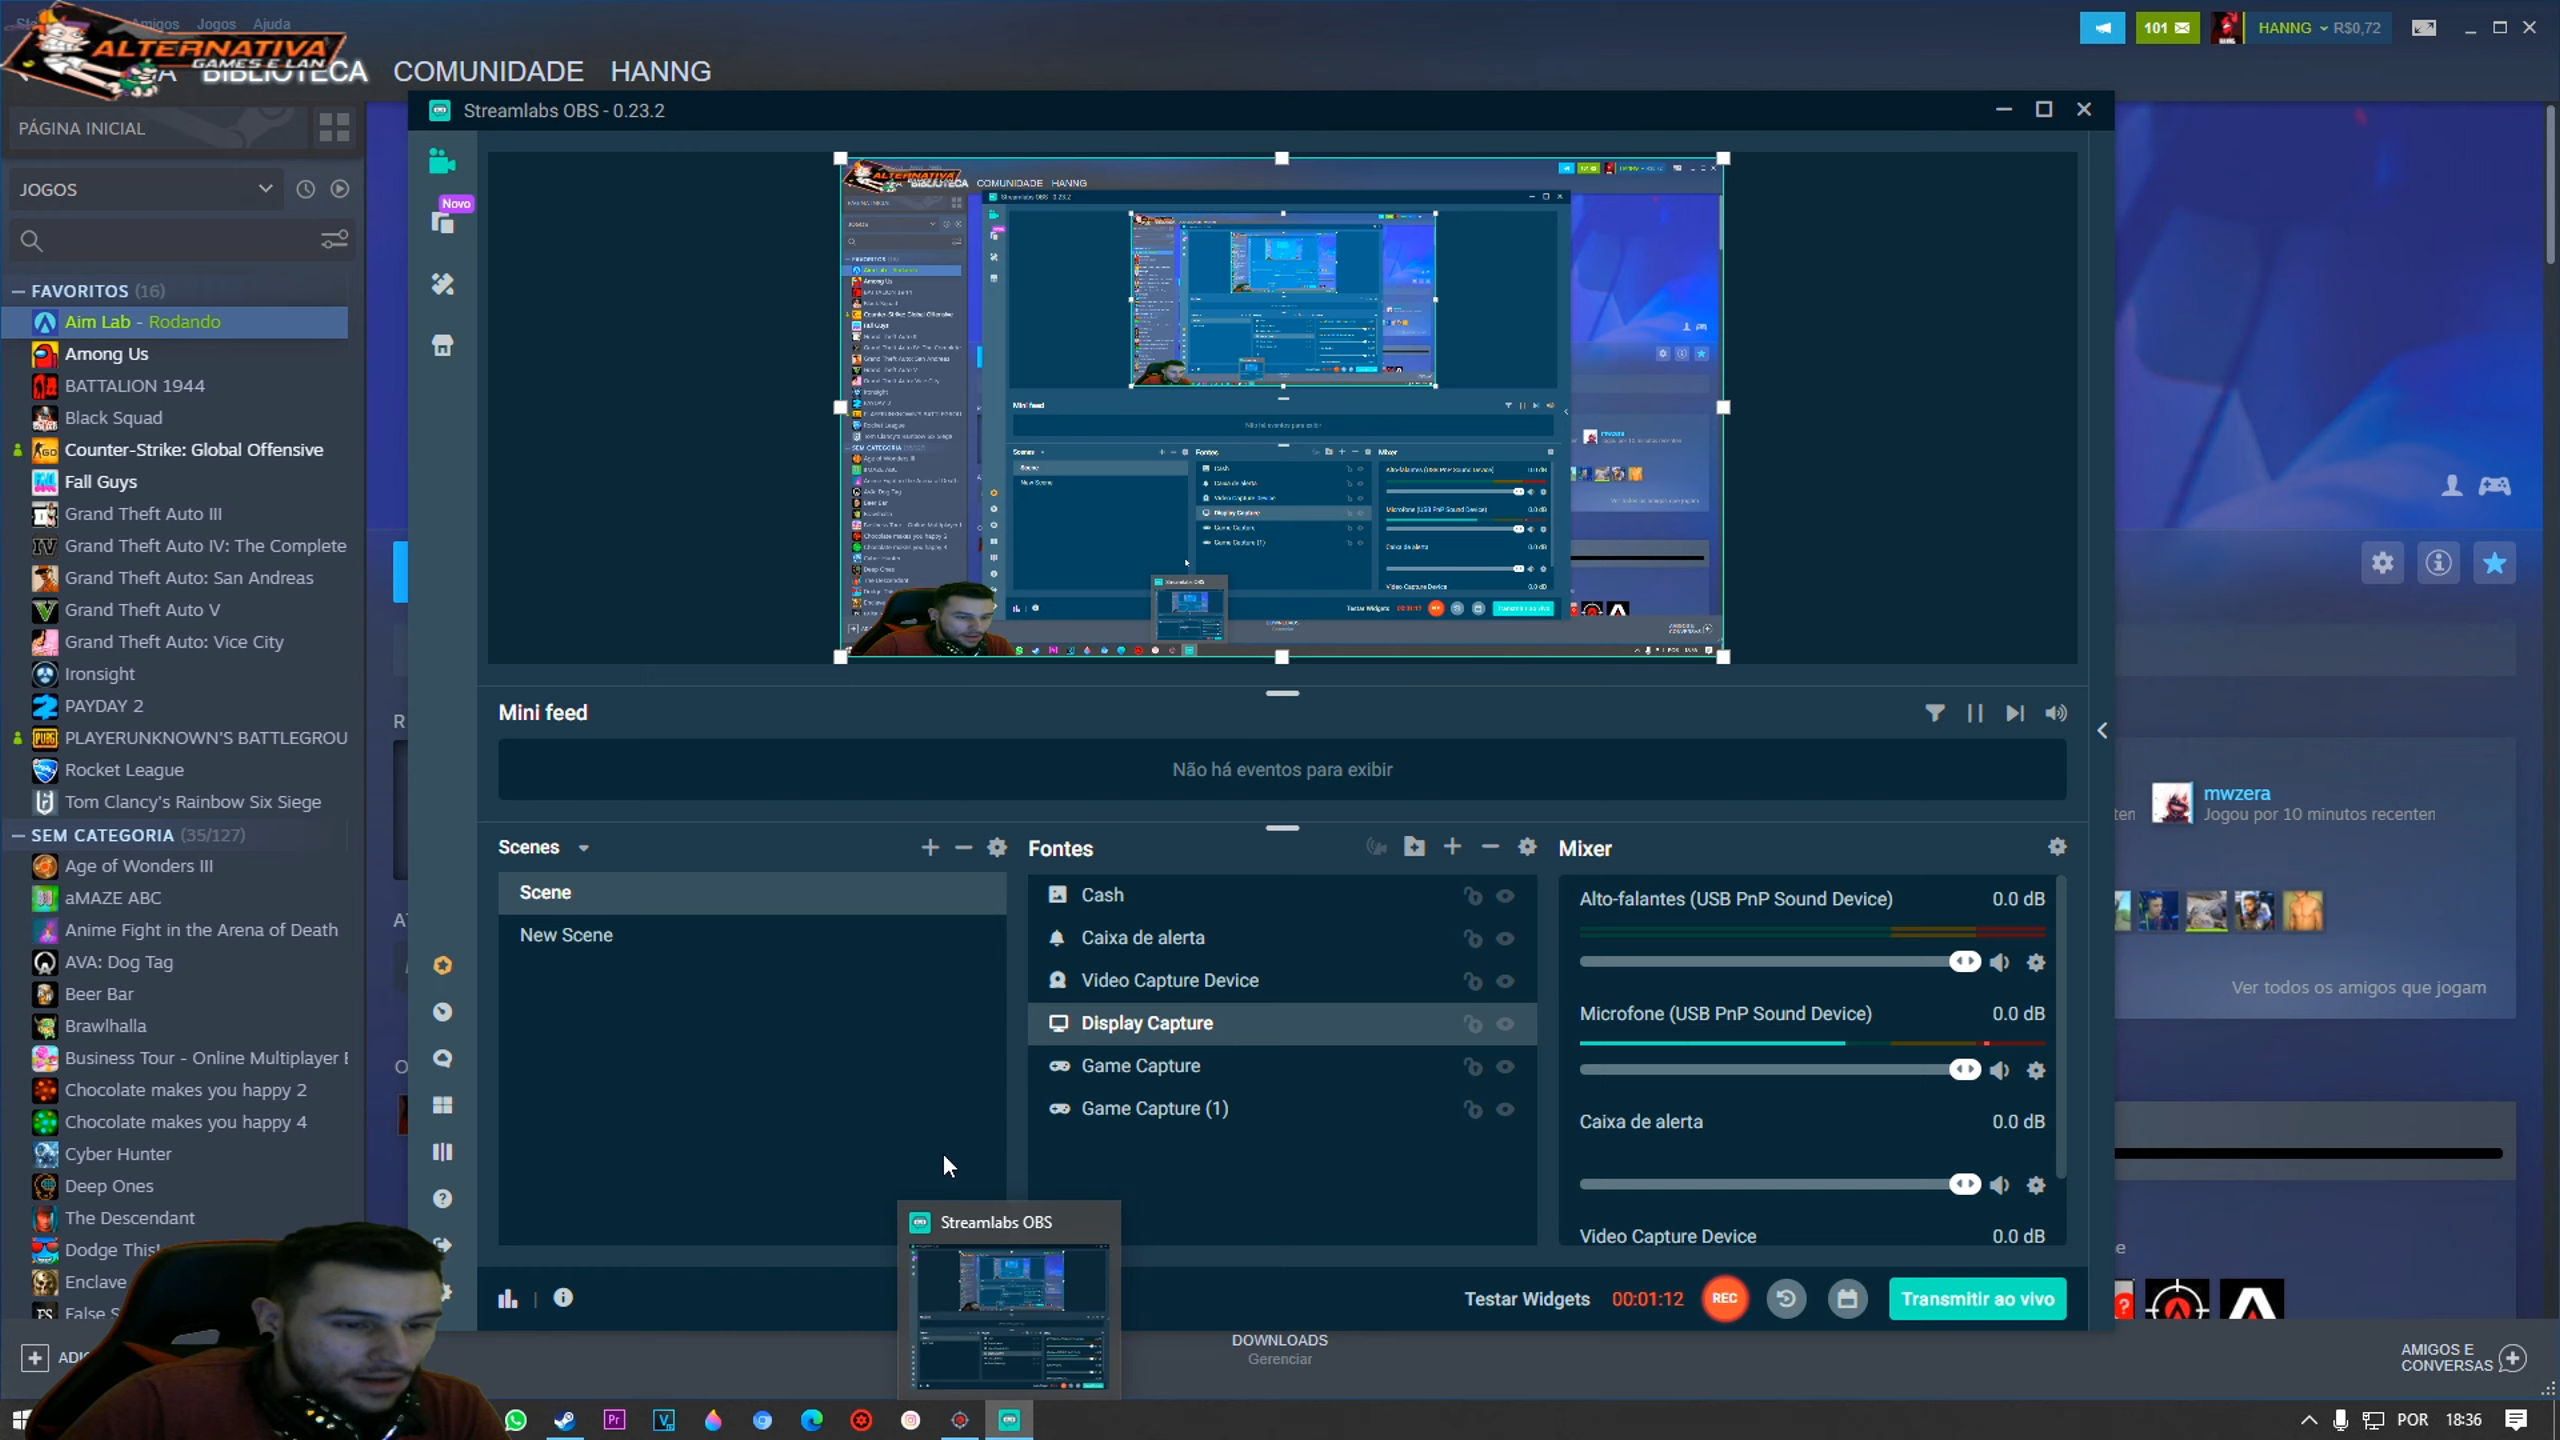 Amigos Jogos Ajuda
ALTERNATIVA
GAMES E LAN
BIBLIOTECA COMUNIDADE HANNG
101
HANNG
R$0,72
PÁGINA INICIAL
JOGOS
FAVORITOS (16)
Aim Lab - Rodando
Among Us
BATTALION 1944
Black Squad
Counter-Strike: Global Offensive
Fall Guys
Grand Theft Auto III
Grand Theft Auto IV: The Complete
Grand Theft Auto: San Andreas
Grand Theft Auto V
Grand Theft Auto: Vice City
Ironsight
PAYDAY 2
PLAYERUNKNOWN'S BATTLEGROU
Rocket League
Tom Clancy's Rainbow Six Siege
SEM CATEGORIA (35/127)
Age of Wonders III
aMAZE ABC
Anime Fight in the Arena of Death
AVA: Dog Tag
Beer Bar
Brawlhalla
Business Tour - Online Multiplayer
Chocolate makes you happy 2
Chocolate makes you happy 4
Cyber Hunter
Deep Ones
The Descendant
Dodge This!
Enclave
False S
Streamlabs OBS - 0.23.2
Novo
COMUNIDADE HANNG
Mini feed
Não há eventos para exibir
Scenes
Scene
New Scene
Fontes
Cash
Caixa de alerta
Video Capture Device
Display Capture
Game Capture
Game Capture (1)
Mixer
Alto-falantes (USB PnP Sound Device) 0.0 dB
Microfone (USB PnP Sound Device) 0.0 dB
Caixa de alerta 0.0 dB
Video Capture Device 0.0 dB
Streamlabs OBS
Testar Widgets 00:01:12 REC Transmitir ao vivo
mwzera
Jogou por 10 minutos recenten
Ver todos os amigos que jogam
DOWNLOADS
Gerenciar
AMIGOS E
CONVERSAS
POR 18:36